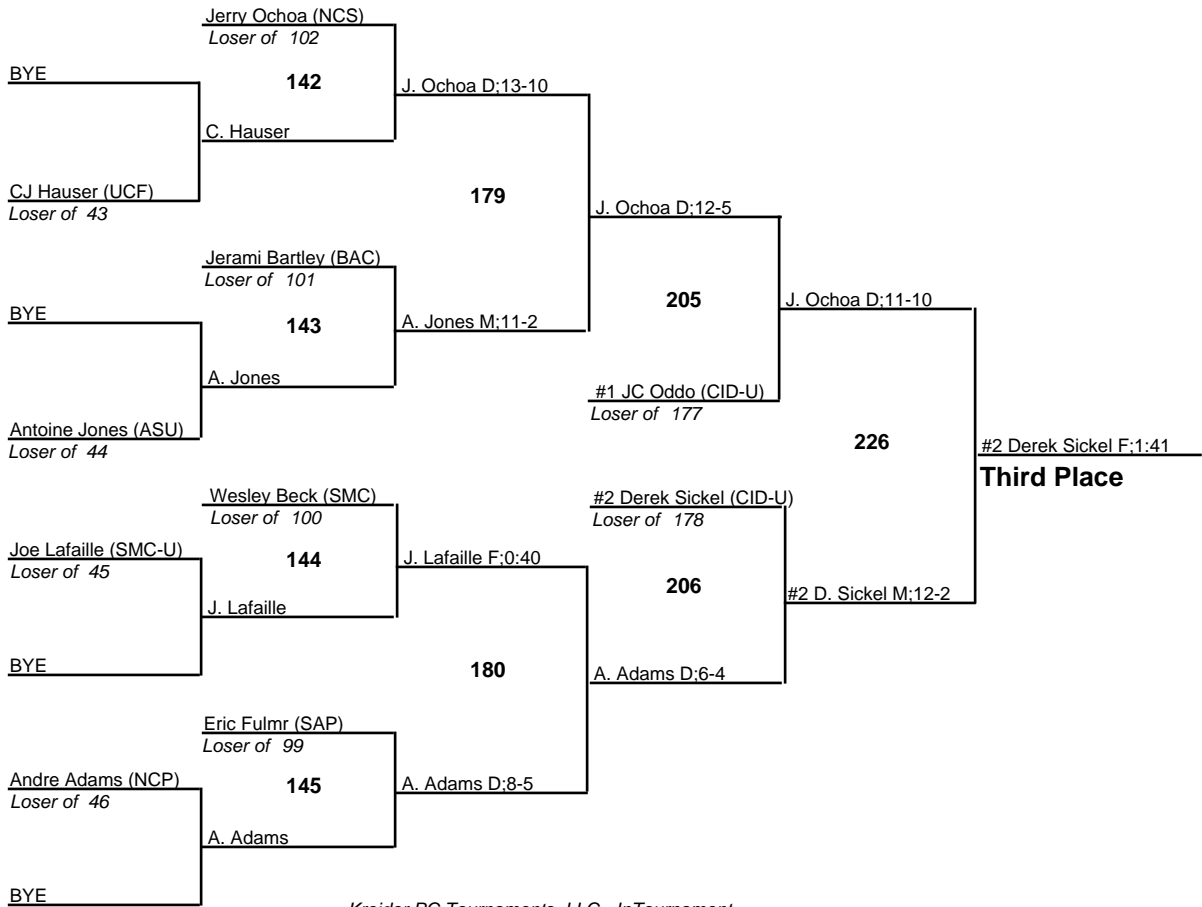 Jerry Ochoa (NCS)
Loser of 102
BYE
142
J. Ochoa D;13-10
C. Hauser
CJ Hauser (UCF)
Loser of 43
179
J. Ochoa D;12-5
Jerami Bartley (BAC)
Loser of 101
BYE
143
A. Jones M;11-2
205
J. Ochoa D;11-10
A. Jones
#1 JC Oddo (CID-U)
Loser of 177
Antoine Jones (ASU)
Loser of 44
226
#2 Derek Sickel F;1:41
Third Place
Wesley Beck (SMC)
Loser of 100
#2 Derek Sickel (CID-U)
Loser of 178
Joe Lafaille (SMC-U)
Loser of 45
144
J. Lafaille F;0:40
206
#2 D. Sickel M;12-2
J. Lafaille
BYE
180
A. Adams D;6-4
Eric Fulmr (SAP)
Loser of 99
Andre Adams (NCP)
Loser of 46
145
A. Adams D;8-5
A. Adams
BYE